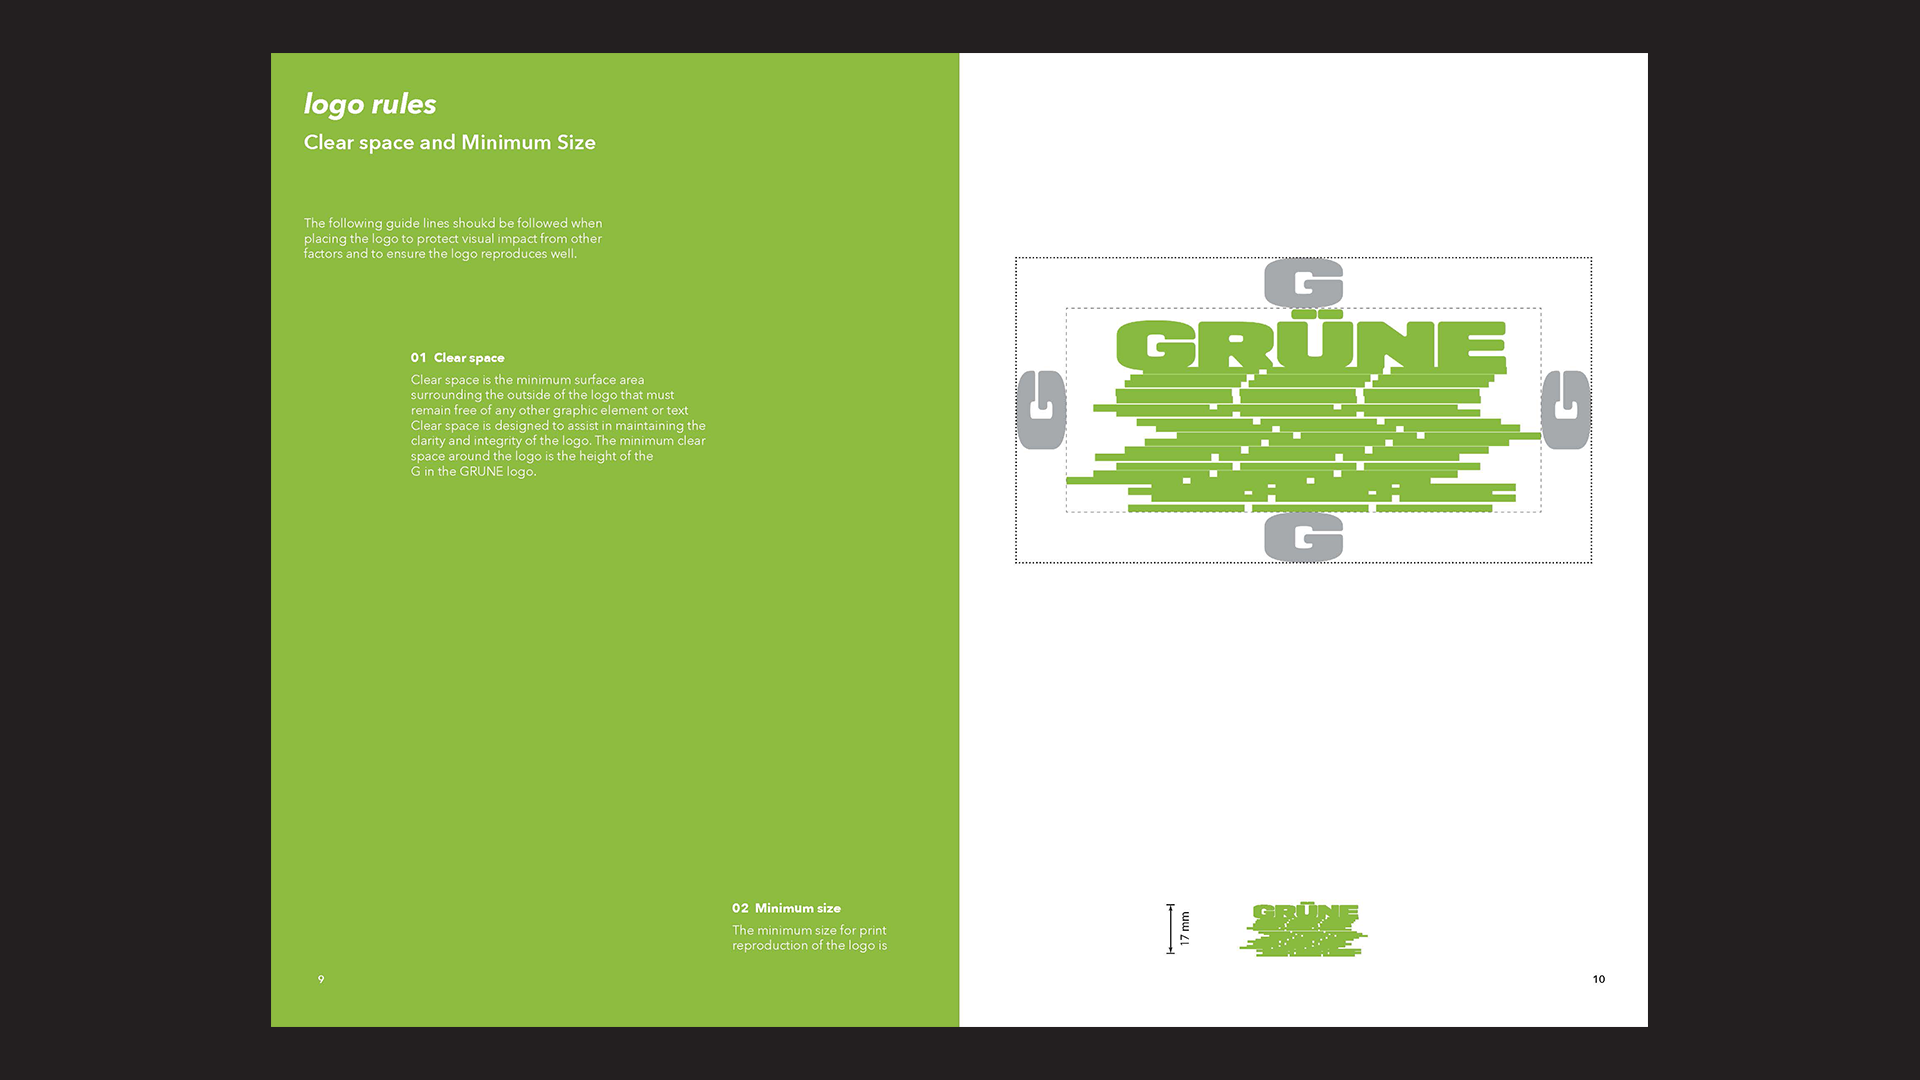 logo rules
Clear space and Minimum Size
The following guide lines shoukd be followed when
placing the logo to protect visual impact from other
factors and to ensure the logo reproduces well.
01 Clear space
Clear space is the minimum surface area
surrounding the outside of the logo that must
remain free of any other graphic element or text
Clear space is designed to assist in maintaining the
clarity and integrity of the logo. The minimum clear
space around the logo is the height of the
G in the GRUNE logo.
02 Minimum size
The minimum size for print
reproduction of the logo is
9
G
GRÜNE
G
G
G
17 mm
GRÜNE
10